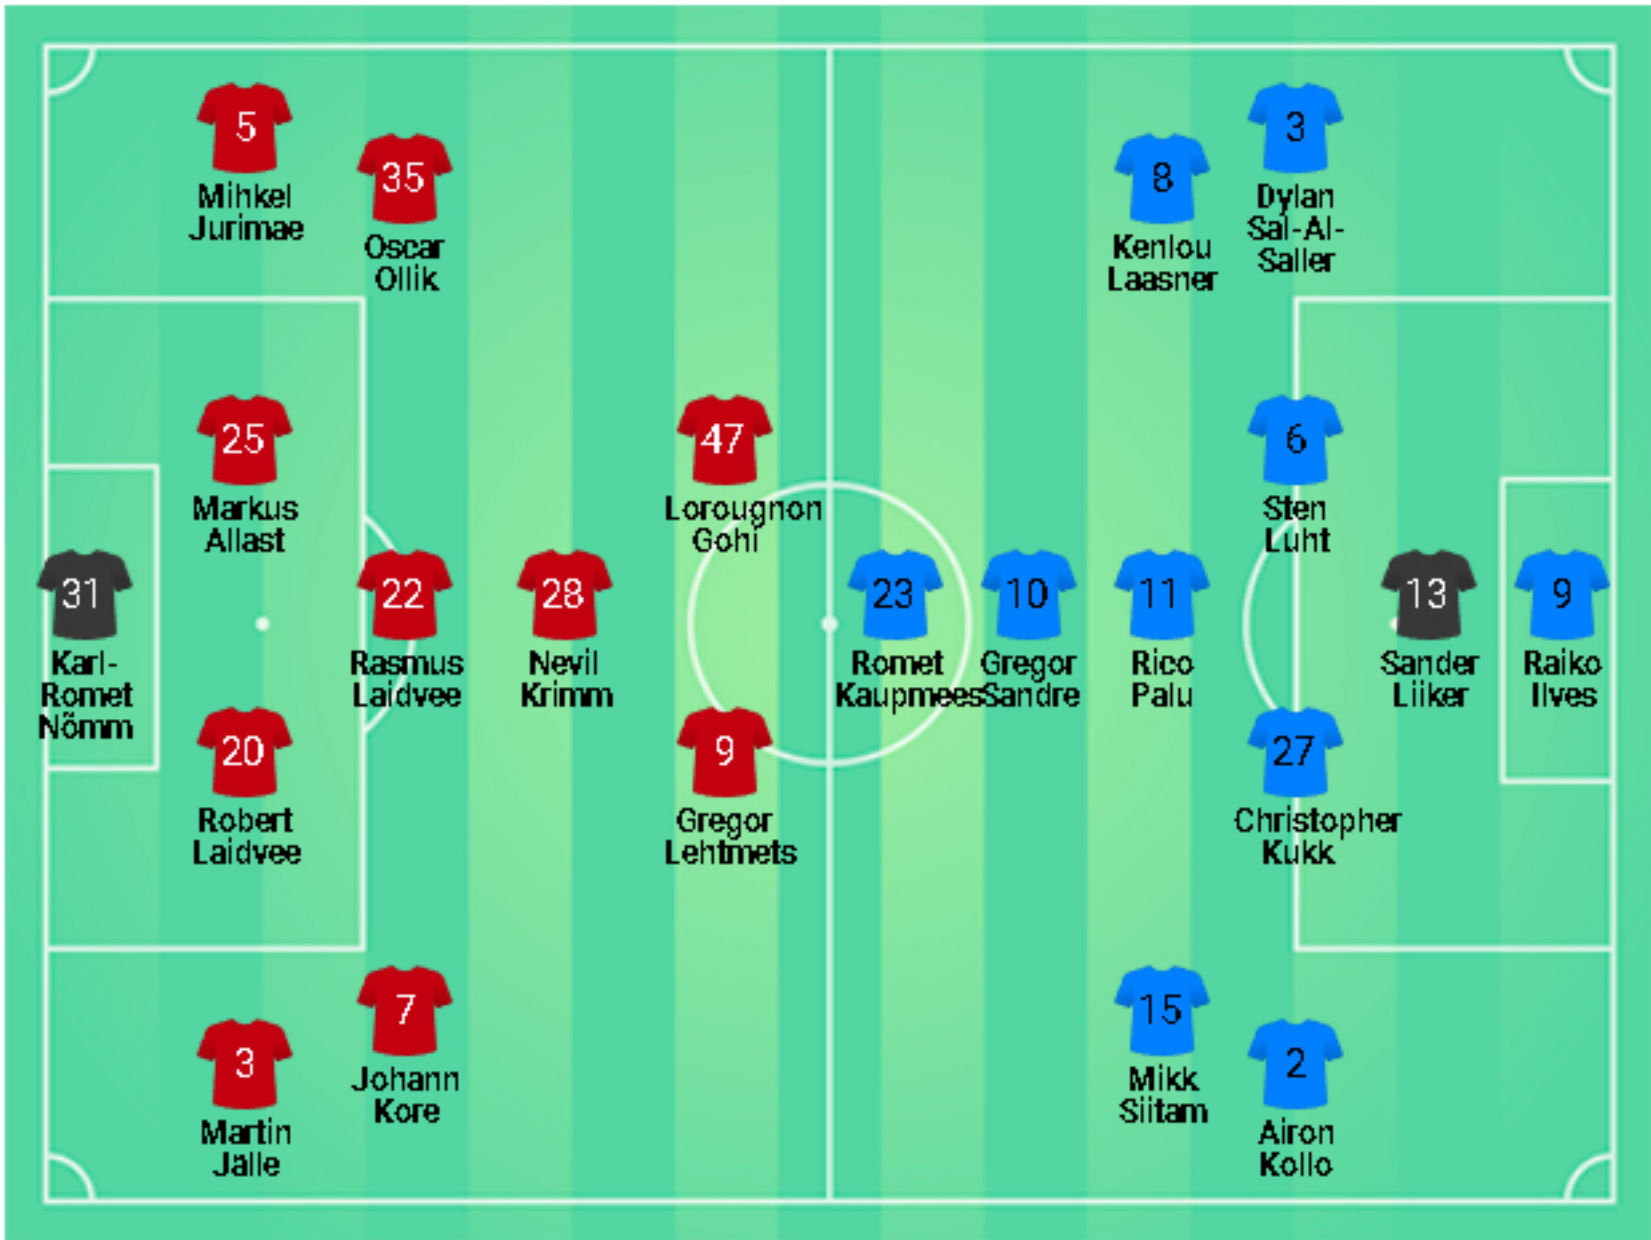 5
Mihkel
Jurimae
35
Oscar
Ollik
8
Kenlou
Laasner
3
Dylan
Sal-Al-
Saller
25
Markus
Allast
47
Lorougnon
Gohi
6
Sten
Luht
31
Karl-
Romet
Nõmm
22
Rasmus
Laidvee
28
Nevil
Krimm
23
Romet
Kaupmees
10
Gregor
Sandre
11
Rico
Palu
13
Sander
Liiker
9
Raiko
Ilves
20
Robert
Laidvee
9
Gregor
Lehtmets
27
Christopher
Kukk
3
Martin
Jälle
7
Johann
Kore
15
Mikk
Siitam
2
Airon
Kollo